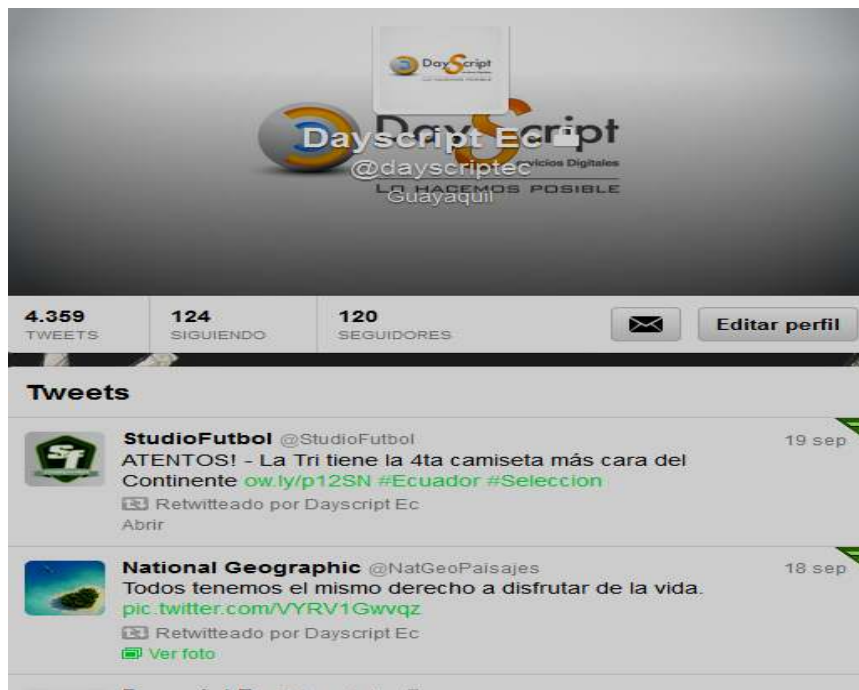 DayScript
DayScript
Servicios Digitales
LO HACEMOS POSIBLE
Dayscript Ec
@dayscriptec
Guayaquil
4.359
TWEETS
124
SIGUIENDO
120
SEGUIDORES
Editar perfil
Tweets
StudioFutbol @StudioFutbol 19 sep
ATENTOS! - La Tri tiene la 4ta camiseta más cara del
Continente ow.ly/p12SN #Ecuador #Seleccion
Retwitteado por Dayscript Ec
Abrir
National Geographic @NatGeoPaisajes 18 sep
Todos tenemos el mismo derecho a disfrutar de la vida.
pic.twitter.com/VYRV1Gwvqz
Retwitteado por Dayscript Ec
Ver foto